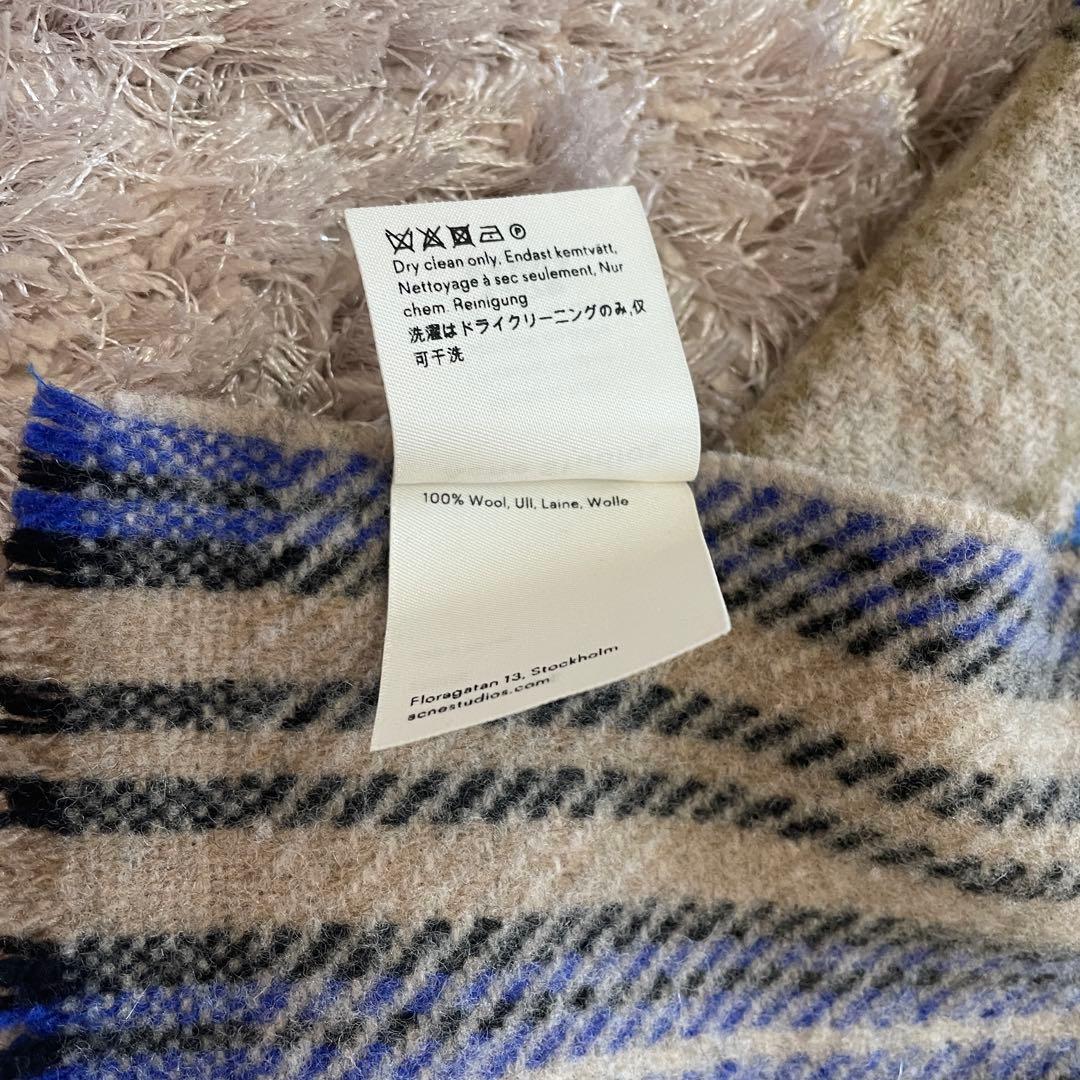 Dry clean only, Endast kemtvätt,
Nettoyage à sec seulement, Nur
chem. Reinigung
洗濯はドライクリーニングのみ,仅
可干洗
100% Wool, Ull, Laine, Wolle
Floragatan 13, Stockholm
acnestudios.com